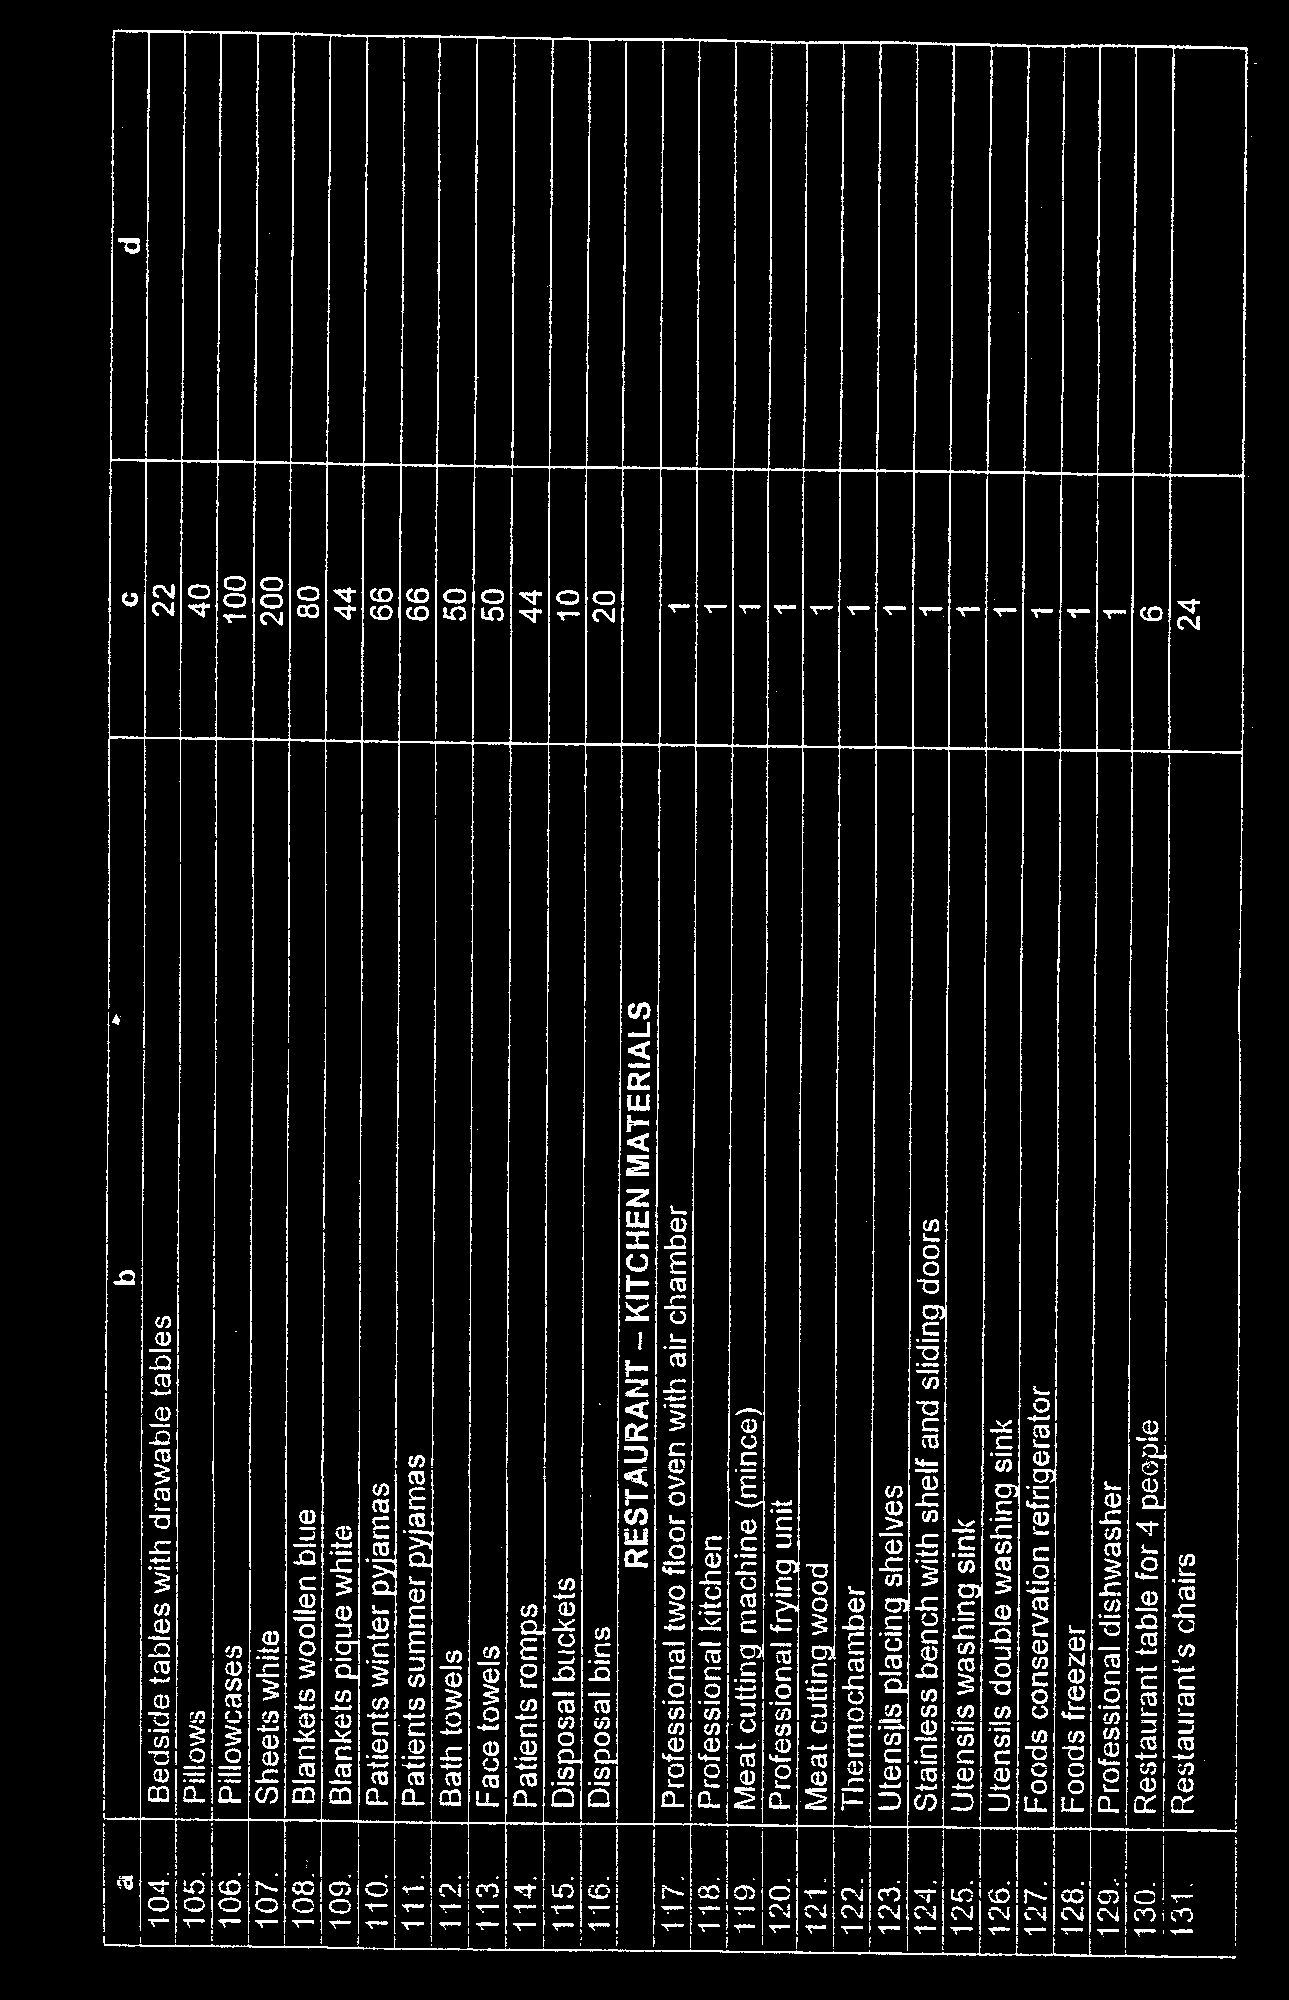 a b c d
104. Bedside tables with drawable tables 22
105. Pillows 40
106. Pillowcases 100
107. Sheets white 200
108. Blankets woollen blue 80
109. Blankets pique white 44
110. Patients winter pyjamas 66
111. Patients summer pyjamas 66
112. Bath towels 50
113. Face towels 50
114. Patients romps 44
115. Disposal buckets 10
116. Disposal bins 20
RESTAURANT – KITCHEN MATERIALS
117. Professional two floor oven with air chamber 1
118. Professional kitchen 1
119. Meat cutting machine (mince) 1
120. Professional frying unit 1
121. Meat cutting wood 1
122. Thermochamber 1
123. Utensils placing shelves 1
124. Stainless bench with shelf and sliding doors 1
125. Utensils washing sink 1
126. Utensils double washing sink 1
127. Foods conservation refrigerator 1
128. Foods freezer 1
129. Professional dishwasher 1
130. Restaurant table for 4 people 6
131. Restaurant's chairs 24